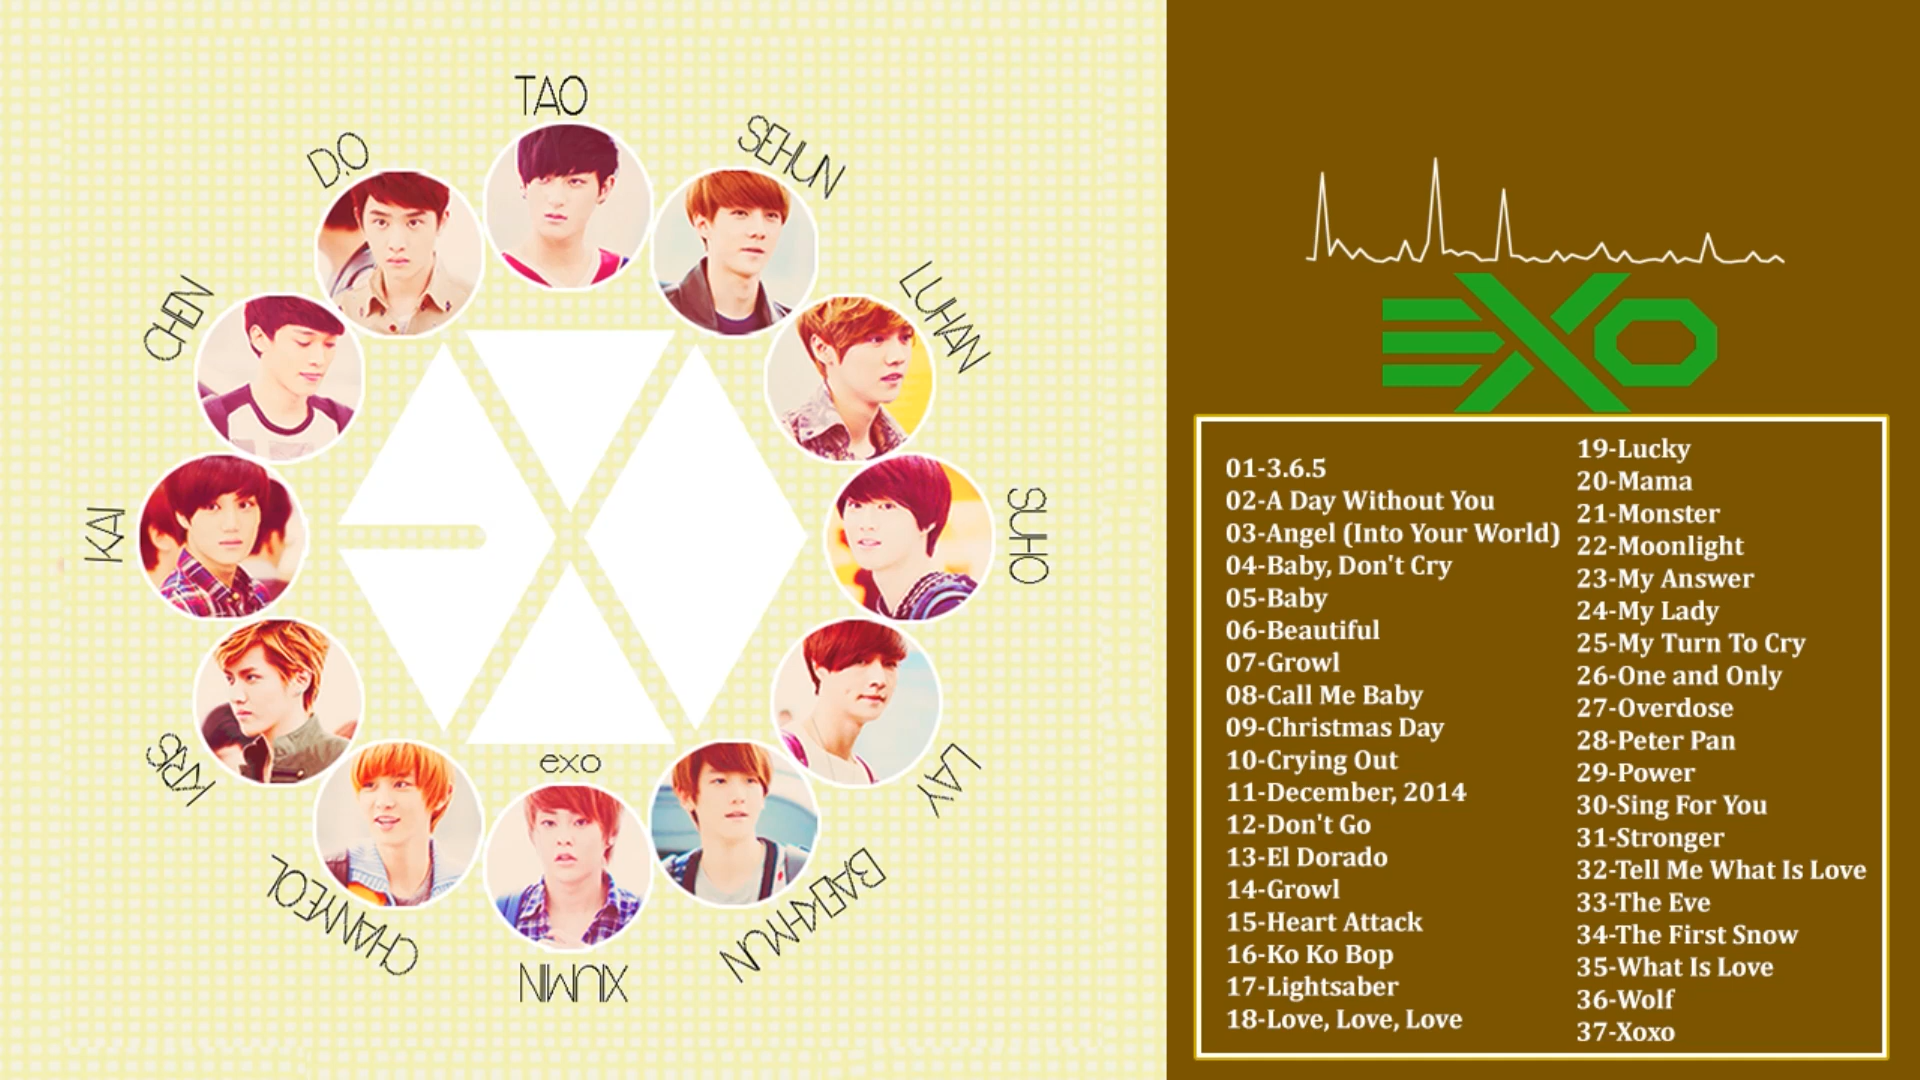 TAO
SEHUN
LUHAN
SUHO
LAY
BAEKHYUN
XIUMIN
CHANYEOL
KRIS
KAI
CHEN
D.O
exo
EXO
01-3.6.5
02-A Day Without You
03-Angel (Into Your World)
04-Baby, Don't Cry
05-Baby
06-Beautiful
07-Growl
08-Call Me Baby
09-Christmas Day
10-Crying Out
11-December, 2014
12-Don't Go
13-El Dorado
14-Growl
15-Heart Attack
16-Ko Ko Bop
17-Lightsaber
18-Love, Love, Love
19-Lucky
20-Mama
21-Monster
22-Moonlight
23-My Answer
24-My Lady
25-My Turn To Cry
26-One and Only
27-Overdose
28-Peter Pan
29-Power
30-Sing For You
31-Stronger
32-Tell Me What Is Love
33-The Eve
34-The First Snow
35-What Is Love
36-Wolf
37-Xoxo